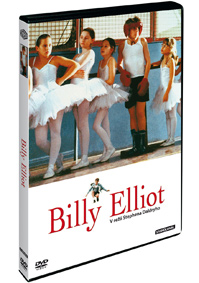 Billy Elliot
V režii Stephena Daldryho
Billy Elliot
DVD